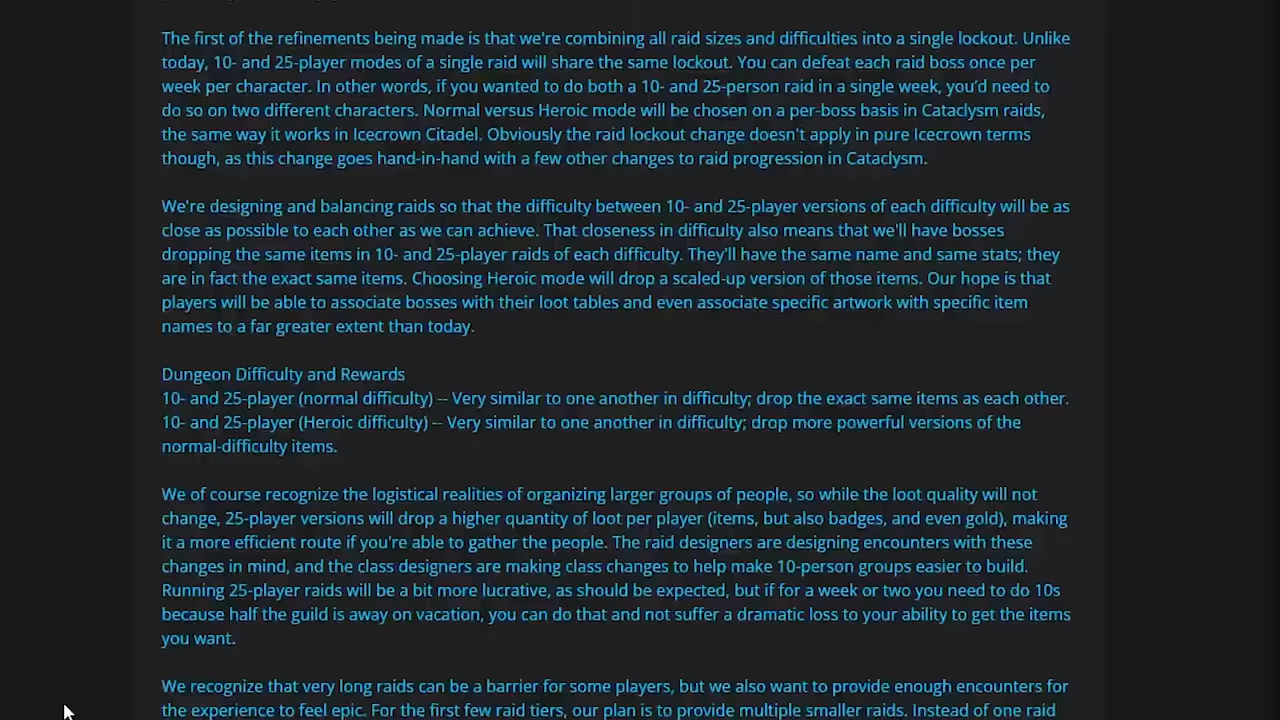 The first of the refinements being made is that we're combining all raid sizes and difficulties into a single lockout. Unlike
today, 10- and 25-player modes of a single raid will share the same lockout. You can defeat each raid boss once per
week per character. In other words, if you wanted to do both a 10- and 25-person raid in a single week, you'd need to
do so on two different characters. Normal versus Heroic mode will be chosen on a per-boss basis in Cataclysm raids,
the same way it works in Icecrown Citadel. Obviously the raid lockout change doesn't apply in pure Icecrown terms
though, as this change goes hand-in-hand with a few other changes to raid progression in Cataclysm.
We're designing and balancing raids so that the difficulty between 10- and 25-player versions of each difficulty will be as
close as possible to each other as we can achieve. That closeness in difficulty also means that we'll have bosses
dropping the same items in 10- and 25-player raids of each difficulty. They'll have the same name and same stats; they
are in fact the exact same items. Choosing Heroic mode will drop a scaled-up version of those items. Our hope is that
players will be able to associate bosses with their loot tables and even associate specific artwork with specific item
names to a far greater extent than today.
Dungeon Difficulty and Rewards
10- and 25-player (normal difficulty) -- Very similar to one another in difficulty; drop the exact same items as each other.
10- and 25-player (Heroic difficulty) -- Very similar to one another in difficulty; drop more powerful versions of the
normal-difficulty items.
We of course recognize the logistical realities of organizing larger groups of people, so while the loot quality will not
change, 25-player versions will drop a higher quantity of loot per player (items, but also badges, and even gold), making
it a more efficient route if you're able to gather the people. The raid designers are designing encounters with these
changes in mind, and the class designers are making class changes to help make 10-person groups easier to build.
Running 25-player raids will be a bit more lucrative, as should be expected, but if for a week or two you need to do 10s
because half the guild is away on vacation, you can do that and not suffer a dramatic loss to your ability to get the items
you want.
We recognize that very long raids can be a barrier for some players, but we also want to provide enough encounters for
the experience to feel epic. For the first few raid tiers, our plan is to provide multiple smaller raids. Instead of one raid